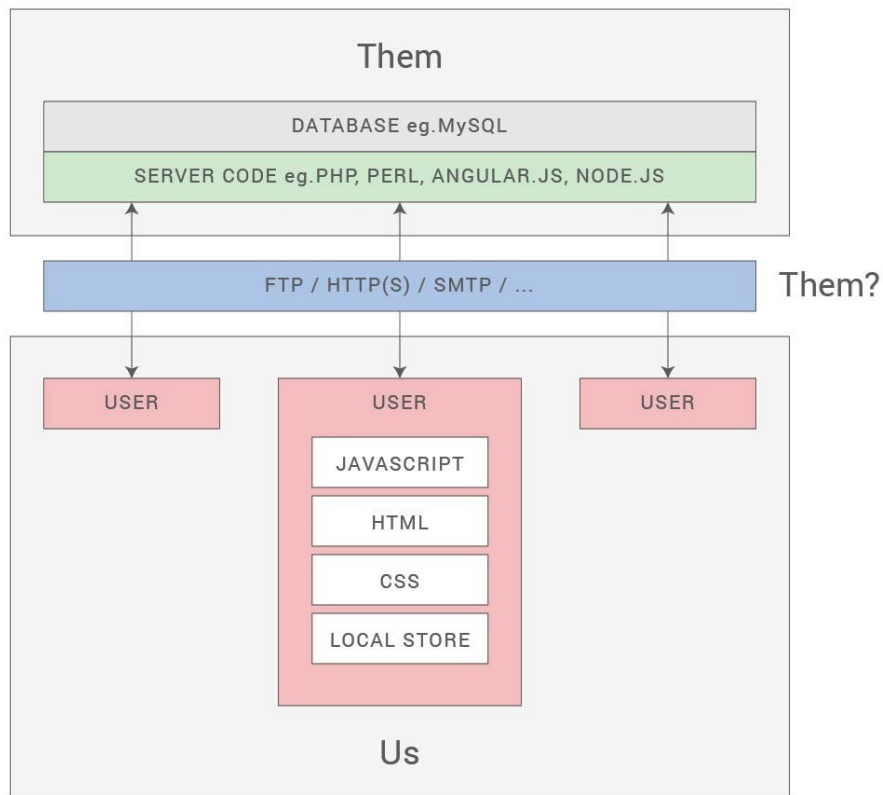 Them
DATABASE eg.MySQL
SERVER CODE eg.PHP, PERL, ANGULAR.JS, NODE.JS
FTP / HTTP(S) / SMTP / ...
Them?
USER
USER
USER
JAVASCRIPT
HTML
CSS
LOCAL STORE
Us